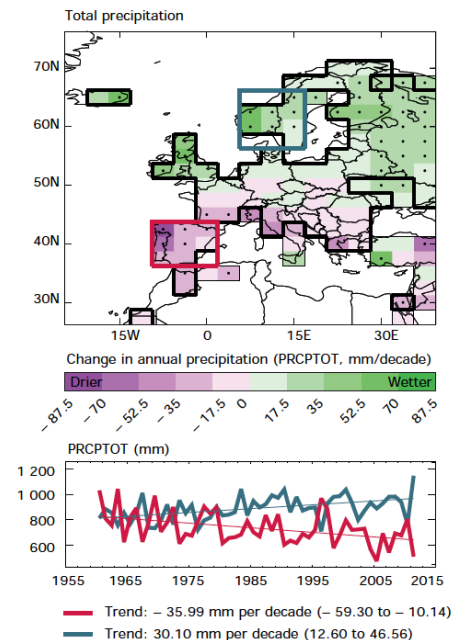 Total precipitation
70N
60N
50N
40N
30N
15W 0 15E 30E
Change in annual precipitation (PRCPTOT, mm/decade)
Drier Wetter
– 87.5 – 70 – 52.5 – 35 – 17.5 0 17.5 35 52.5 70 87.5
PRCPTOT (mm)
1 200
1 000
800
600
1955 1965 1975 1985 1995 2005 2015
Trend: – 35.99 mm per decade (– 59.30 to – 10.14)
Trend: 30.10 mm per decade (12.60 to 46.56)